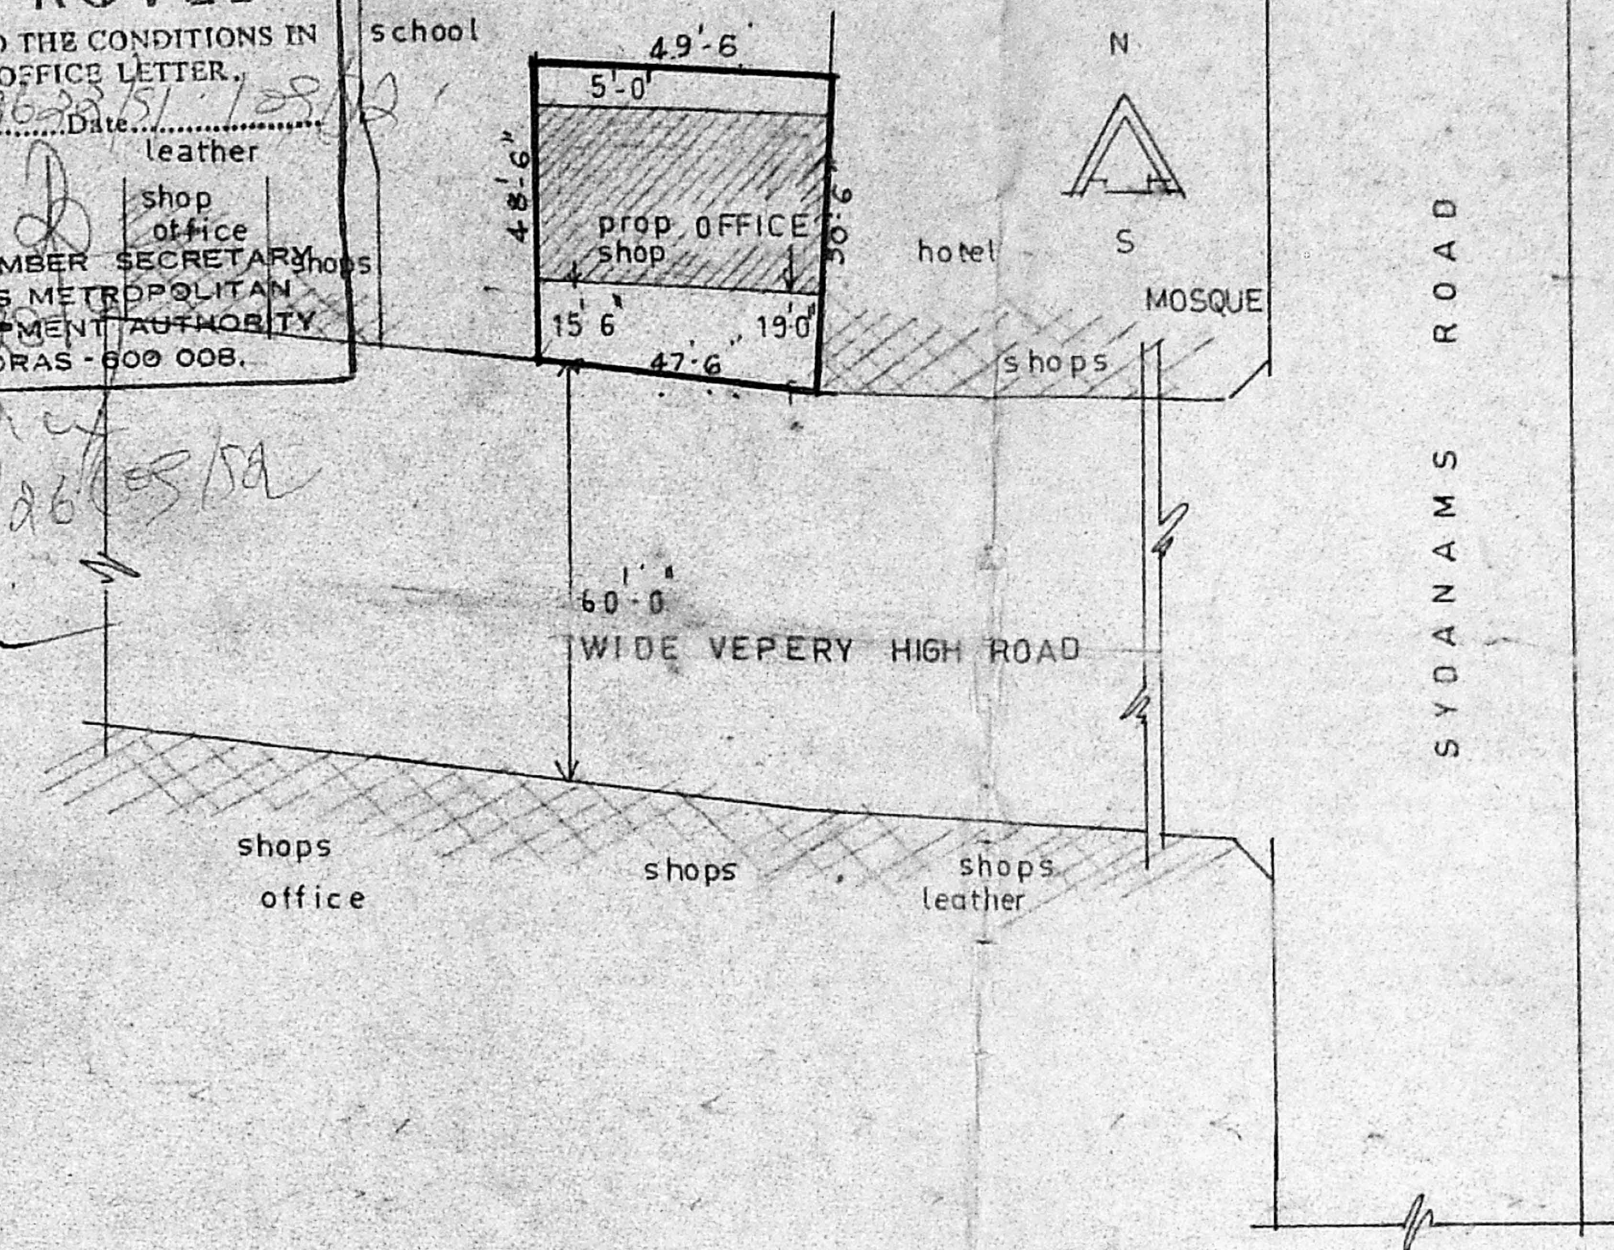 THE CONDITIONS IN
OFFICE LETTER.
Date
leather
shop
office
SECRETARY
METROPOLITAN
AUTHORITY
600 008.
shops
school
49'-6
5'-0
48'-6"
prop. OFFICE
shop
15' 6"
19'0"
47'-6"
hotel
shops
N
S
MOSQUE
60'-0"
WIDE VEPERY HIGH ROAD
SYDANAMS ROAD
shops
office
shops
shops
leather